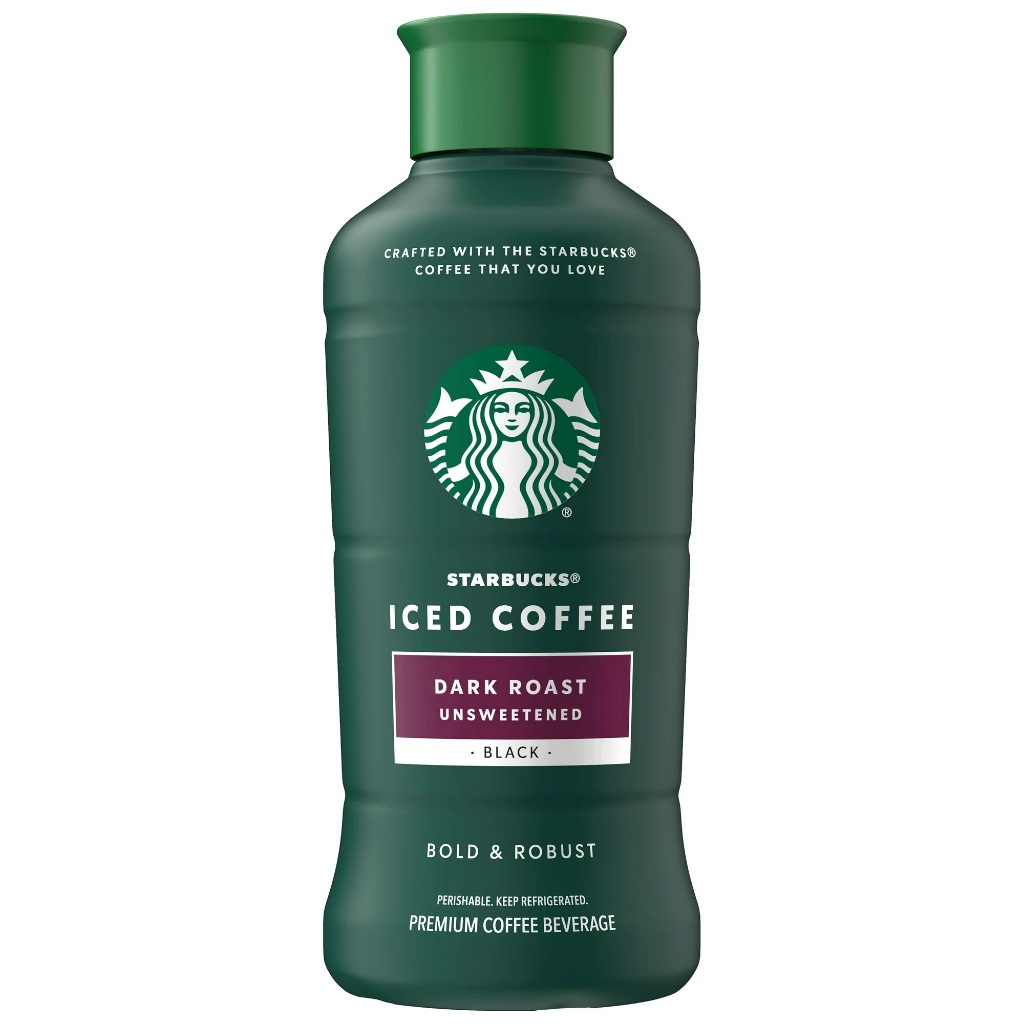 CRAFTED WITH THE STARBUCKS®
COFFEE THAT YOU LOVE
®
STARBUCKS®
ICED COFFEE
DARK ROAST
UNSWEETENED
· BLACK ·
BOLD & ROBUST
PERISHABLE. KEEP REFRIGERATED.
PREMIUM COFFEE BEVERAGE